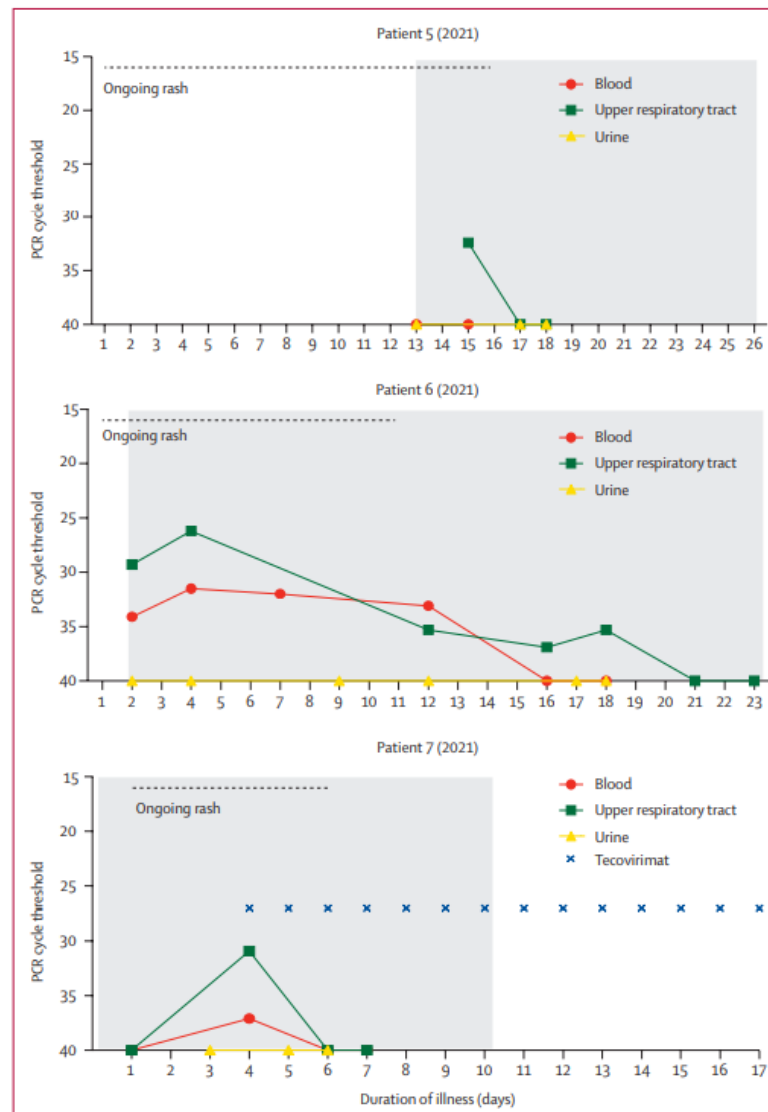 Patient 5 (2021)
15
20
25
30
35
40
PCR cycle threshold
Ongoing rash
Blood
Upper respiratory tract
Urine
1 2 3 4 5 6 7 8 9 10 11 12 13 14 15 16 17 18 19 20 21 22 23 24 25 26
Patient 6 (2021)
15
20
25
30
35
40
PCR cycle threshold
Ongoing rash
Blood
Upper respiratory tract
Urine
1 2 3 4 5 6 7 8 9 10 11 12 13 14 15 16 17 18 19 20 21 22 23
Patient 7 (2021)
15
20
25
30
35
40
PCR cycle threshold
Ongoing rash
Blood
Upper respiratory tract
Urine
Tecovirimat
1 2 3 4 5 6 7 8 9 10 11 12 13 14 15 16 17
Duration of illness (days)